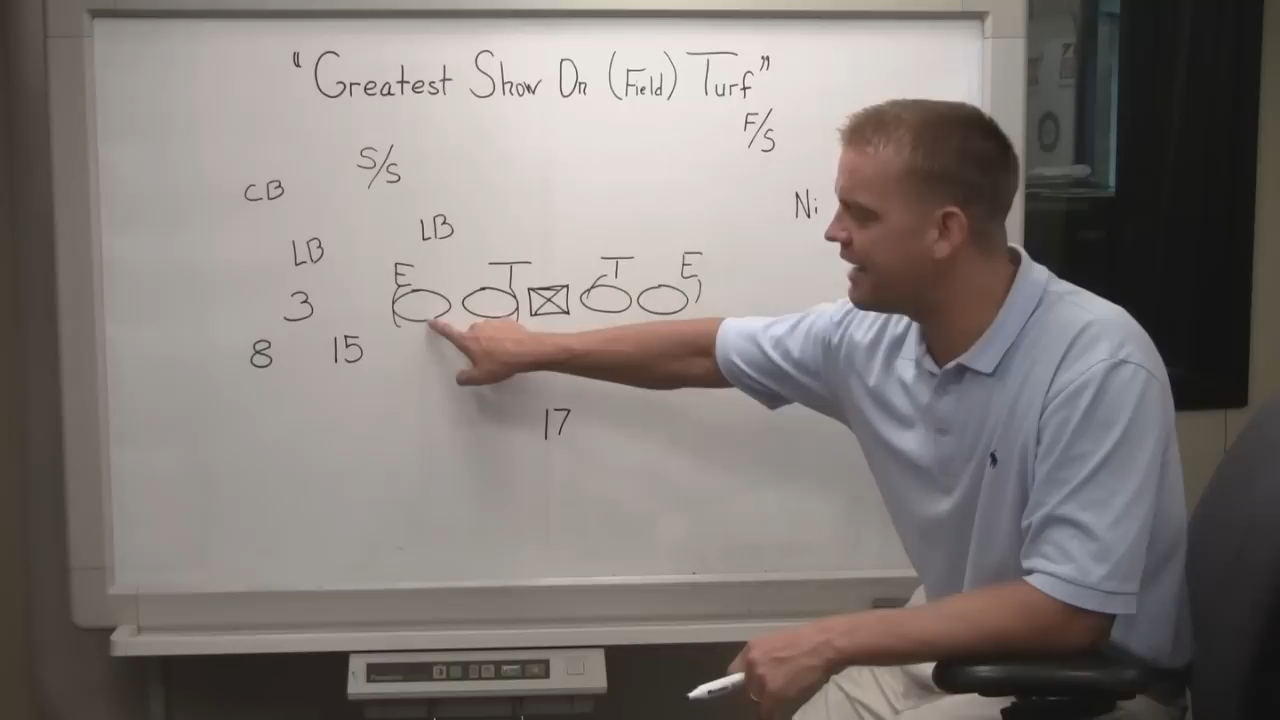 "Greatest Show On (Field) Turf"
F/S
S/S
CB
Ni
LB
LB
E T T E
3
8 15
17